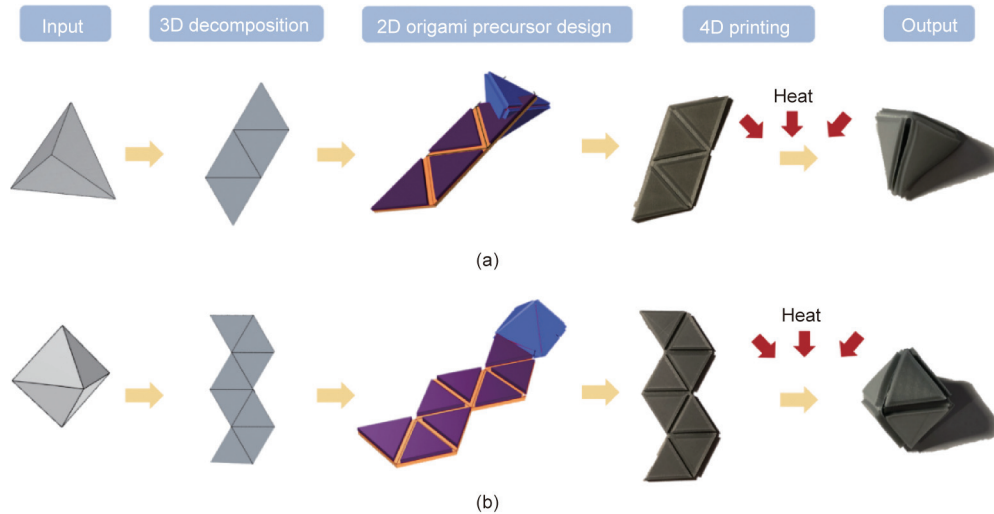 Input
3D decomposition
2D origami precursor design
4D printing
Output
Heat
(a)
Heat
(b)